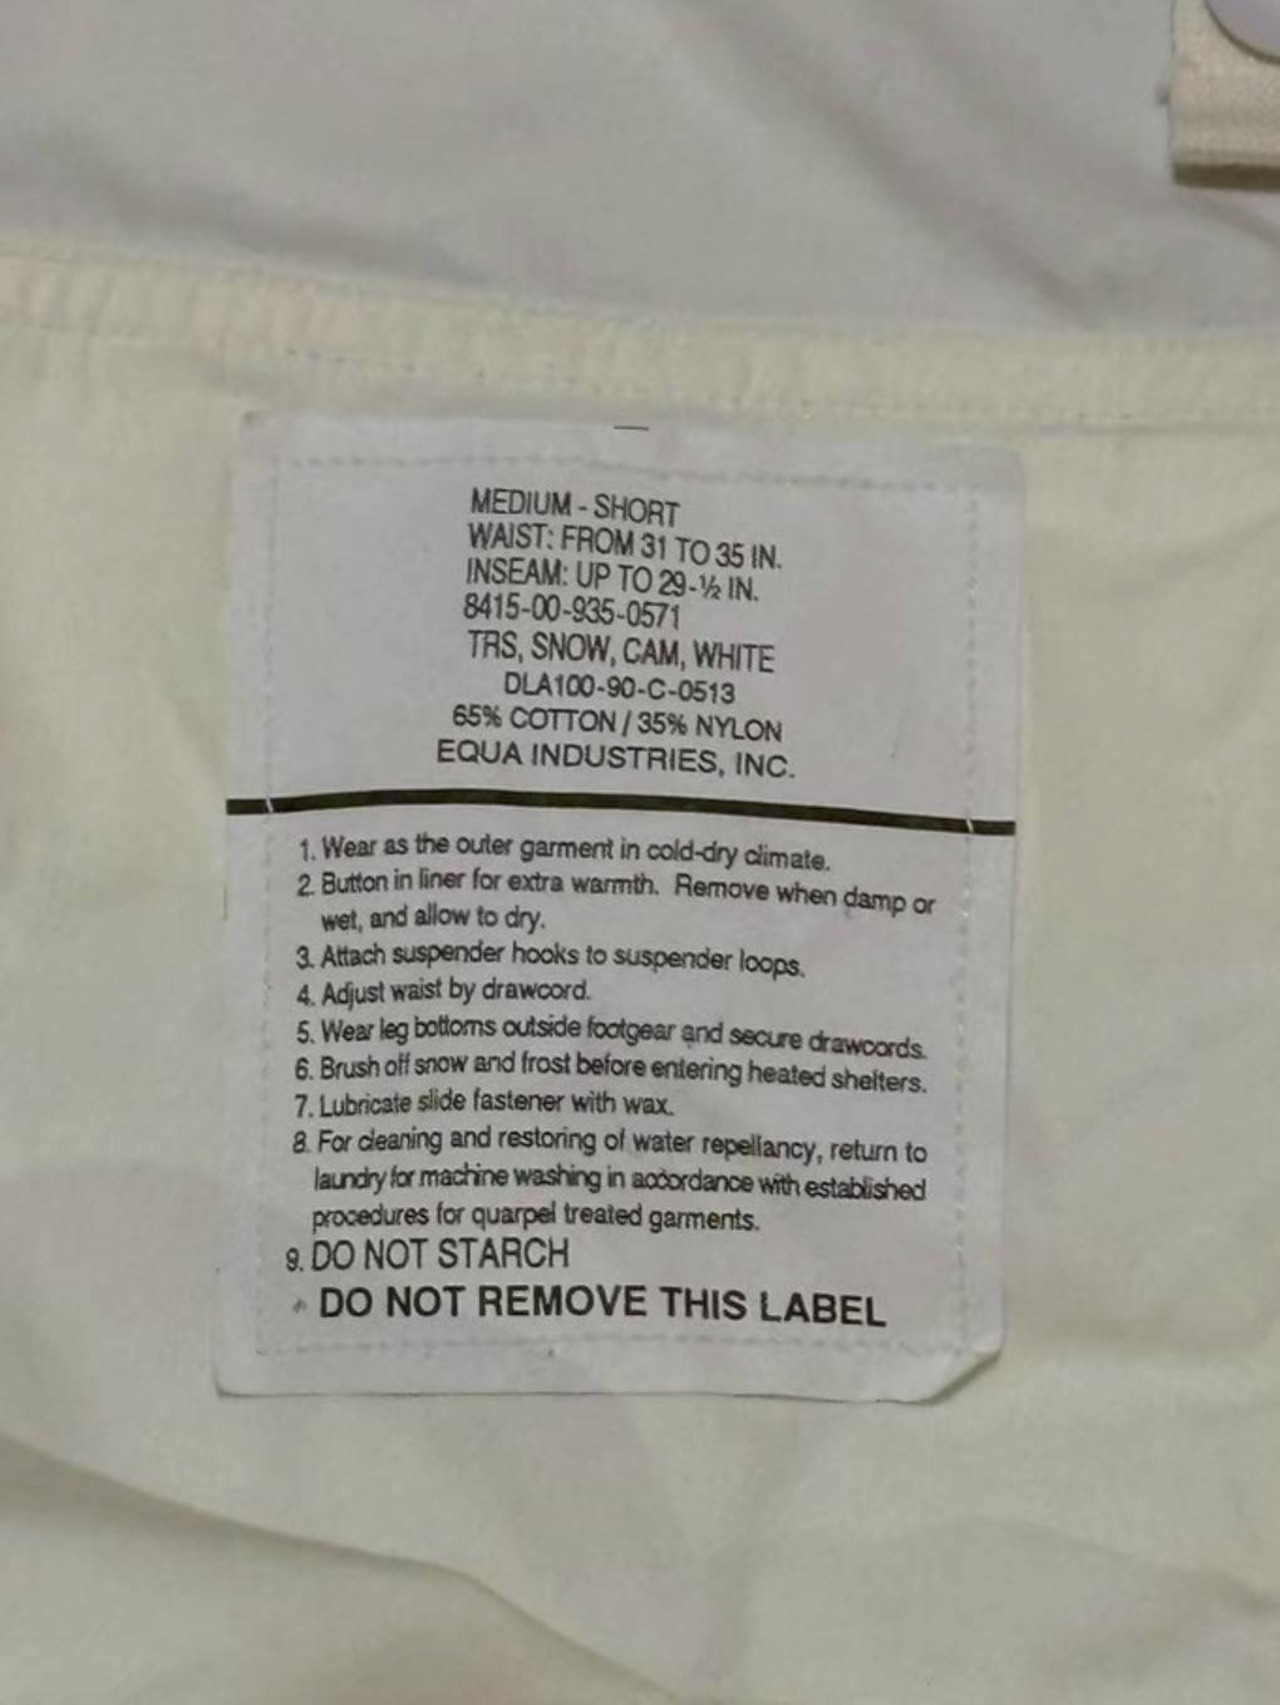 MEDIUM - SHORT
WAIST: FROM 31 TO 35 IN.
INSEAM: UP TO 29-½ IN.
8415-00-935-0571
TRS, SNOW, CAM, WHITE
DLA100-90-C-0513
65% COTTON / 35% NYLON
EQUA INDUSTRIES, INC.
1. Wear as the outer garment in cold-dry climate.
2. Button in liner for extra warmth. Remove when damp or
wet, and allow to dry.
3. Attach suspender hooks to suspender loops.
4. Adjust waist by drawcord.
5. Wear leg bottoms outside footgear and secure drawcords.
6. Brush off snow and frost before entering heated shelters.
7. Lubricate slide fastener with wax.
8. For cleaning and restoring of water repellancy, return to
laundry for machine washing in accordance with established
procedures for quarpel treated garments.
9. DO NOT STARCH
DO NOT REMOVE THIS LABEL